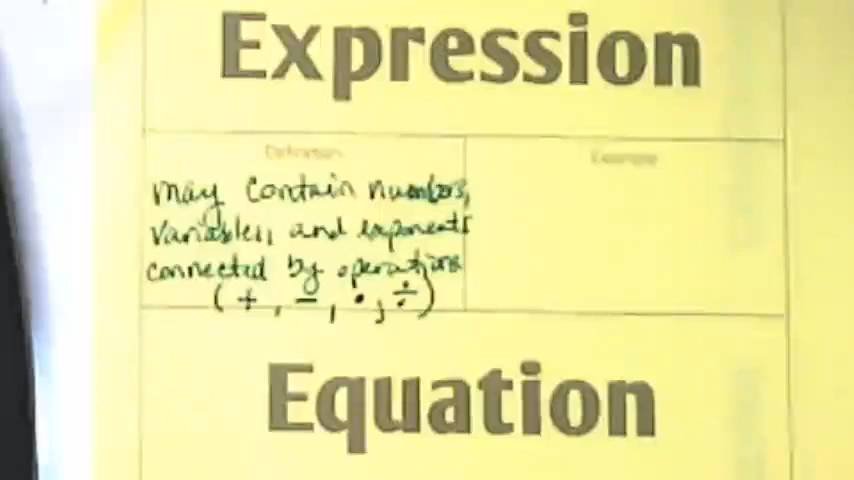 Expression
Definition
Example
may contain numbers,
variables, and exponents
connected by operations
( + , − , • , ÷ )
Equation